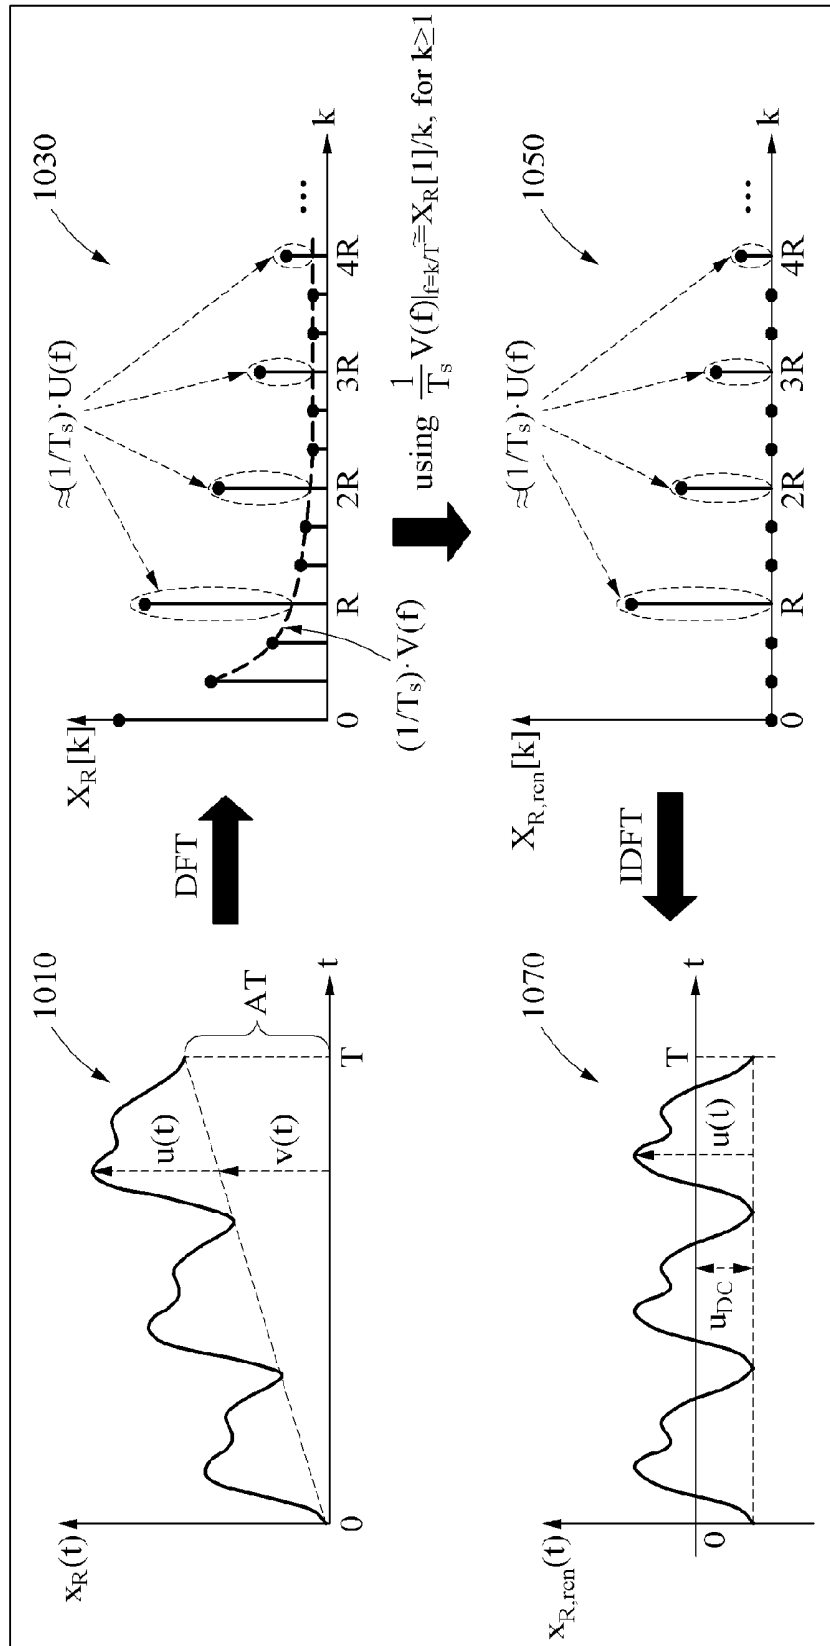 1010
x_R(t)
u(t)
v(t)
AT
0
T
t
DFT
1030
X_R[k]
≈(1/T_s)·U(f)
(1/T_s)·V(f)
0
R
2R
3R
4R
k
...
using 1/T_s V(f)|_{f=k/T} ≅ X_R[1]/k, for k≥1
1050
X_{R,rcn}[k]
≈(1/T_s)·U(f)
0
R
2R
3R
4R
k
...
IDFT
1070
x_{R,rcn}(t)
u_DC
u(t)
0
T
t